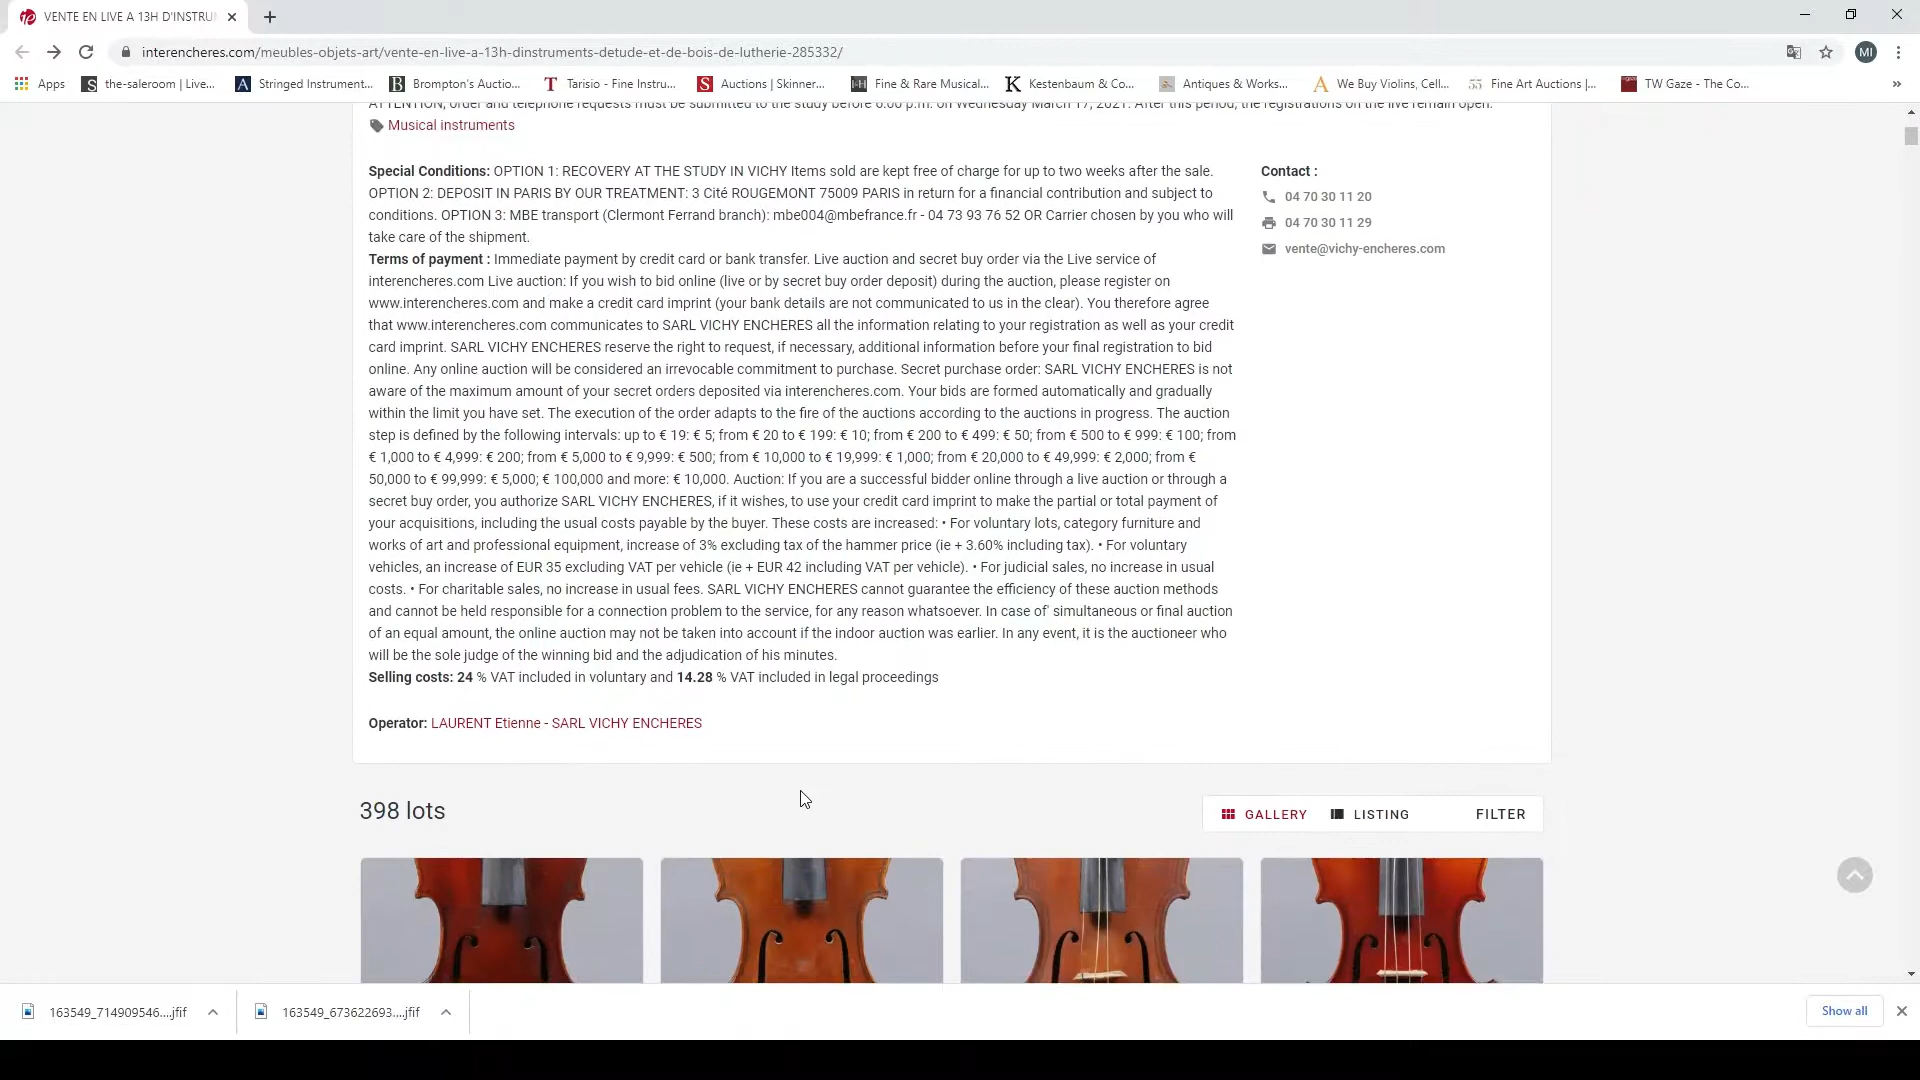 VENTE EN LIVE A 13H D'INSTRU
interencheres.com/meubles-objets-art/vente-en-live-a-13h-dinstruments-detude-et-de-bois-de-lutherie-285332/
MI
Apps
the-saleroom | Live...
Stringed Instrument...
Brompton's Auctio...
Tarisio - Fine Instru...
Auctions | Skinner...
Fine & Rare Musical...
Kestenbaum & Co...
Antiques & Works...
We Buy Violins, Cell...
Fine Art Auctions |...
TW Gaze - The Co...
»
ATTENTION, order and telephone requests must be submitted to the study before 6:00 p.m. on Wednesday March 17, 2021. After this period, the registrations on the live remain open.
Musical instruments
Special Conditions: OPTION 1: RECOVERY AT THE STUDY IN VICHY Items sold are kept free of charge for up to two weeks after the sale.
OPTION 2: DEPOSIT IN PARIS BY OUR TREATMENT: 3 Cité ROUGEMONT 75009 PARIS in return for a financial contribution and subject to
conditions. OPTION 3: MBE transport (Clermont Ferrand branch): mbe004@mbefrance.fr - 04 73 93 76 52 OR Carrier chosen by you who will
take care of the shipment.
Terms of payment : Immediate payment by credit card or bank transfer. Live auction and secret buy order via the Live service of
interencheres.com Live auction: If you wish to bid online (live or by secret buy order deposit) during the auction, please register on
www.interencheres.com and make a credit card imprint (your bank details are not communicated to us in the clear). You therefore agree
that www.interencheres.com communicates to SARL VICHY ENCHERES all the information relating to your registration as well as your credit
card imprint. SARL VICHY ENCHERES reserve the right to request, if necessary, additional information before your final registration to bid
online. Any online auction will be considered an irrevocable commitment to purchase. Secret purchase order: SARL VICHY ENCHERES is not
aware of the maximum amount of your secret orders deposited via interencheres.com. Your bids are formed automatically and gradually
within the limit you have set. The execution of the order adapts to the fire of the auctions according to the auctions in progress. The auction
step is defined by the following intervals: up to € 19: € 5; from € 20 to € 199: € 10; from € 200 to € 499: € 50; from € 500 to € 999: € 100; from
€ 1,000 to € 4,999: € 200; from € 5,000 to € 9,999: € 500; from € 10,000 to € 19,999: € 1,000; from € 20,000 to € 49,999: € 2,000; from €
50,000 to € 99,999: € 5,000; € 100,000 and more: € 10,000. Auction: If you are a successful bidder online through a live auction or through a
secret buy order, you authorize SARL VICHY ENCHERES, if it wishes, to use your credit card imprint to make the partial or total payment of
your acquisitions, including the usual costs payable by the buyer. These costs are increased: • For voluntary lots, category furniture and
works of art and professional equipment, increase of 3% excluding tax of the hammer price (ie + 3.60% including tax). • For voluntary
vehicles, an increase of EUR 35 excluding VAT per vehicle (ie + EUR 42 including VAT per vehicle). • For judicial sales, no increase in usual
costs. • For charitable sales, no increase in usual fees. SARL VICHY ENCHERES cannot guarantee the efficiency of these auction methods
and cannot be held responsible for a connection problem to the service, for any reason whatsoever. In case of' simultaneous or final auction
of an equal amount, the online auction may not be taken into account if the indoor auction was earlier. In any event, it is the auctioneer who
will be the sole judge of the winning bid and the adjudication of his minutes.
Selling costs: 24 % VAT included in voluntary and 14.28 % VAT included in legal proceedings
Operator: LAURENT Etienne - SARL VICHY ENCHERES
Contact :
04 70 30 11 20
04 70 30 11 29
vente@vichy-encheres.com
398 lots
GALLERY
LISTING
FILTER
163549_714909546....jfif
163549_673622693....jfif
Show all